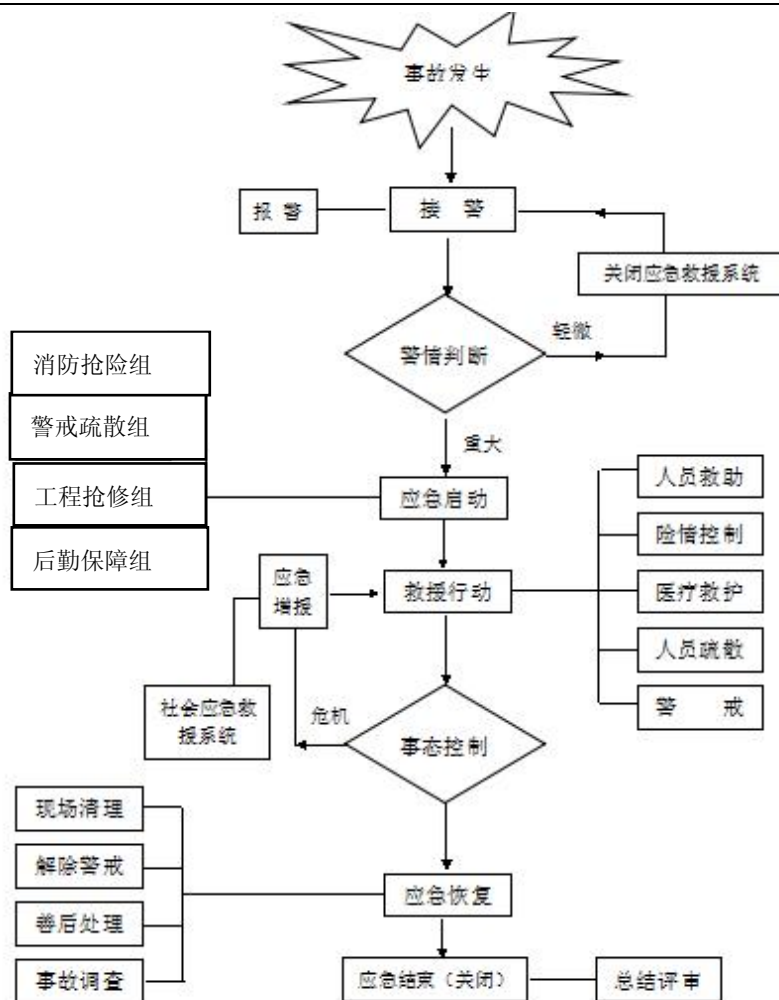 事故发生
报 警
接 警
关闭应急救援系统
轻微
警情判断
消防抢险组
警戒疏散组
重大
工程抢修组
应急启动
人员救助
后勤保障组
险情控制
应急
增援
救援行动
医疗救护
人员疏散
社会应急救
援系统
危机
警 戒
事态控制
现场清理
解除警戒
应急恢复
善后处理
事故调查
应急结束（关闭）
总结评审